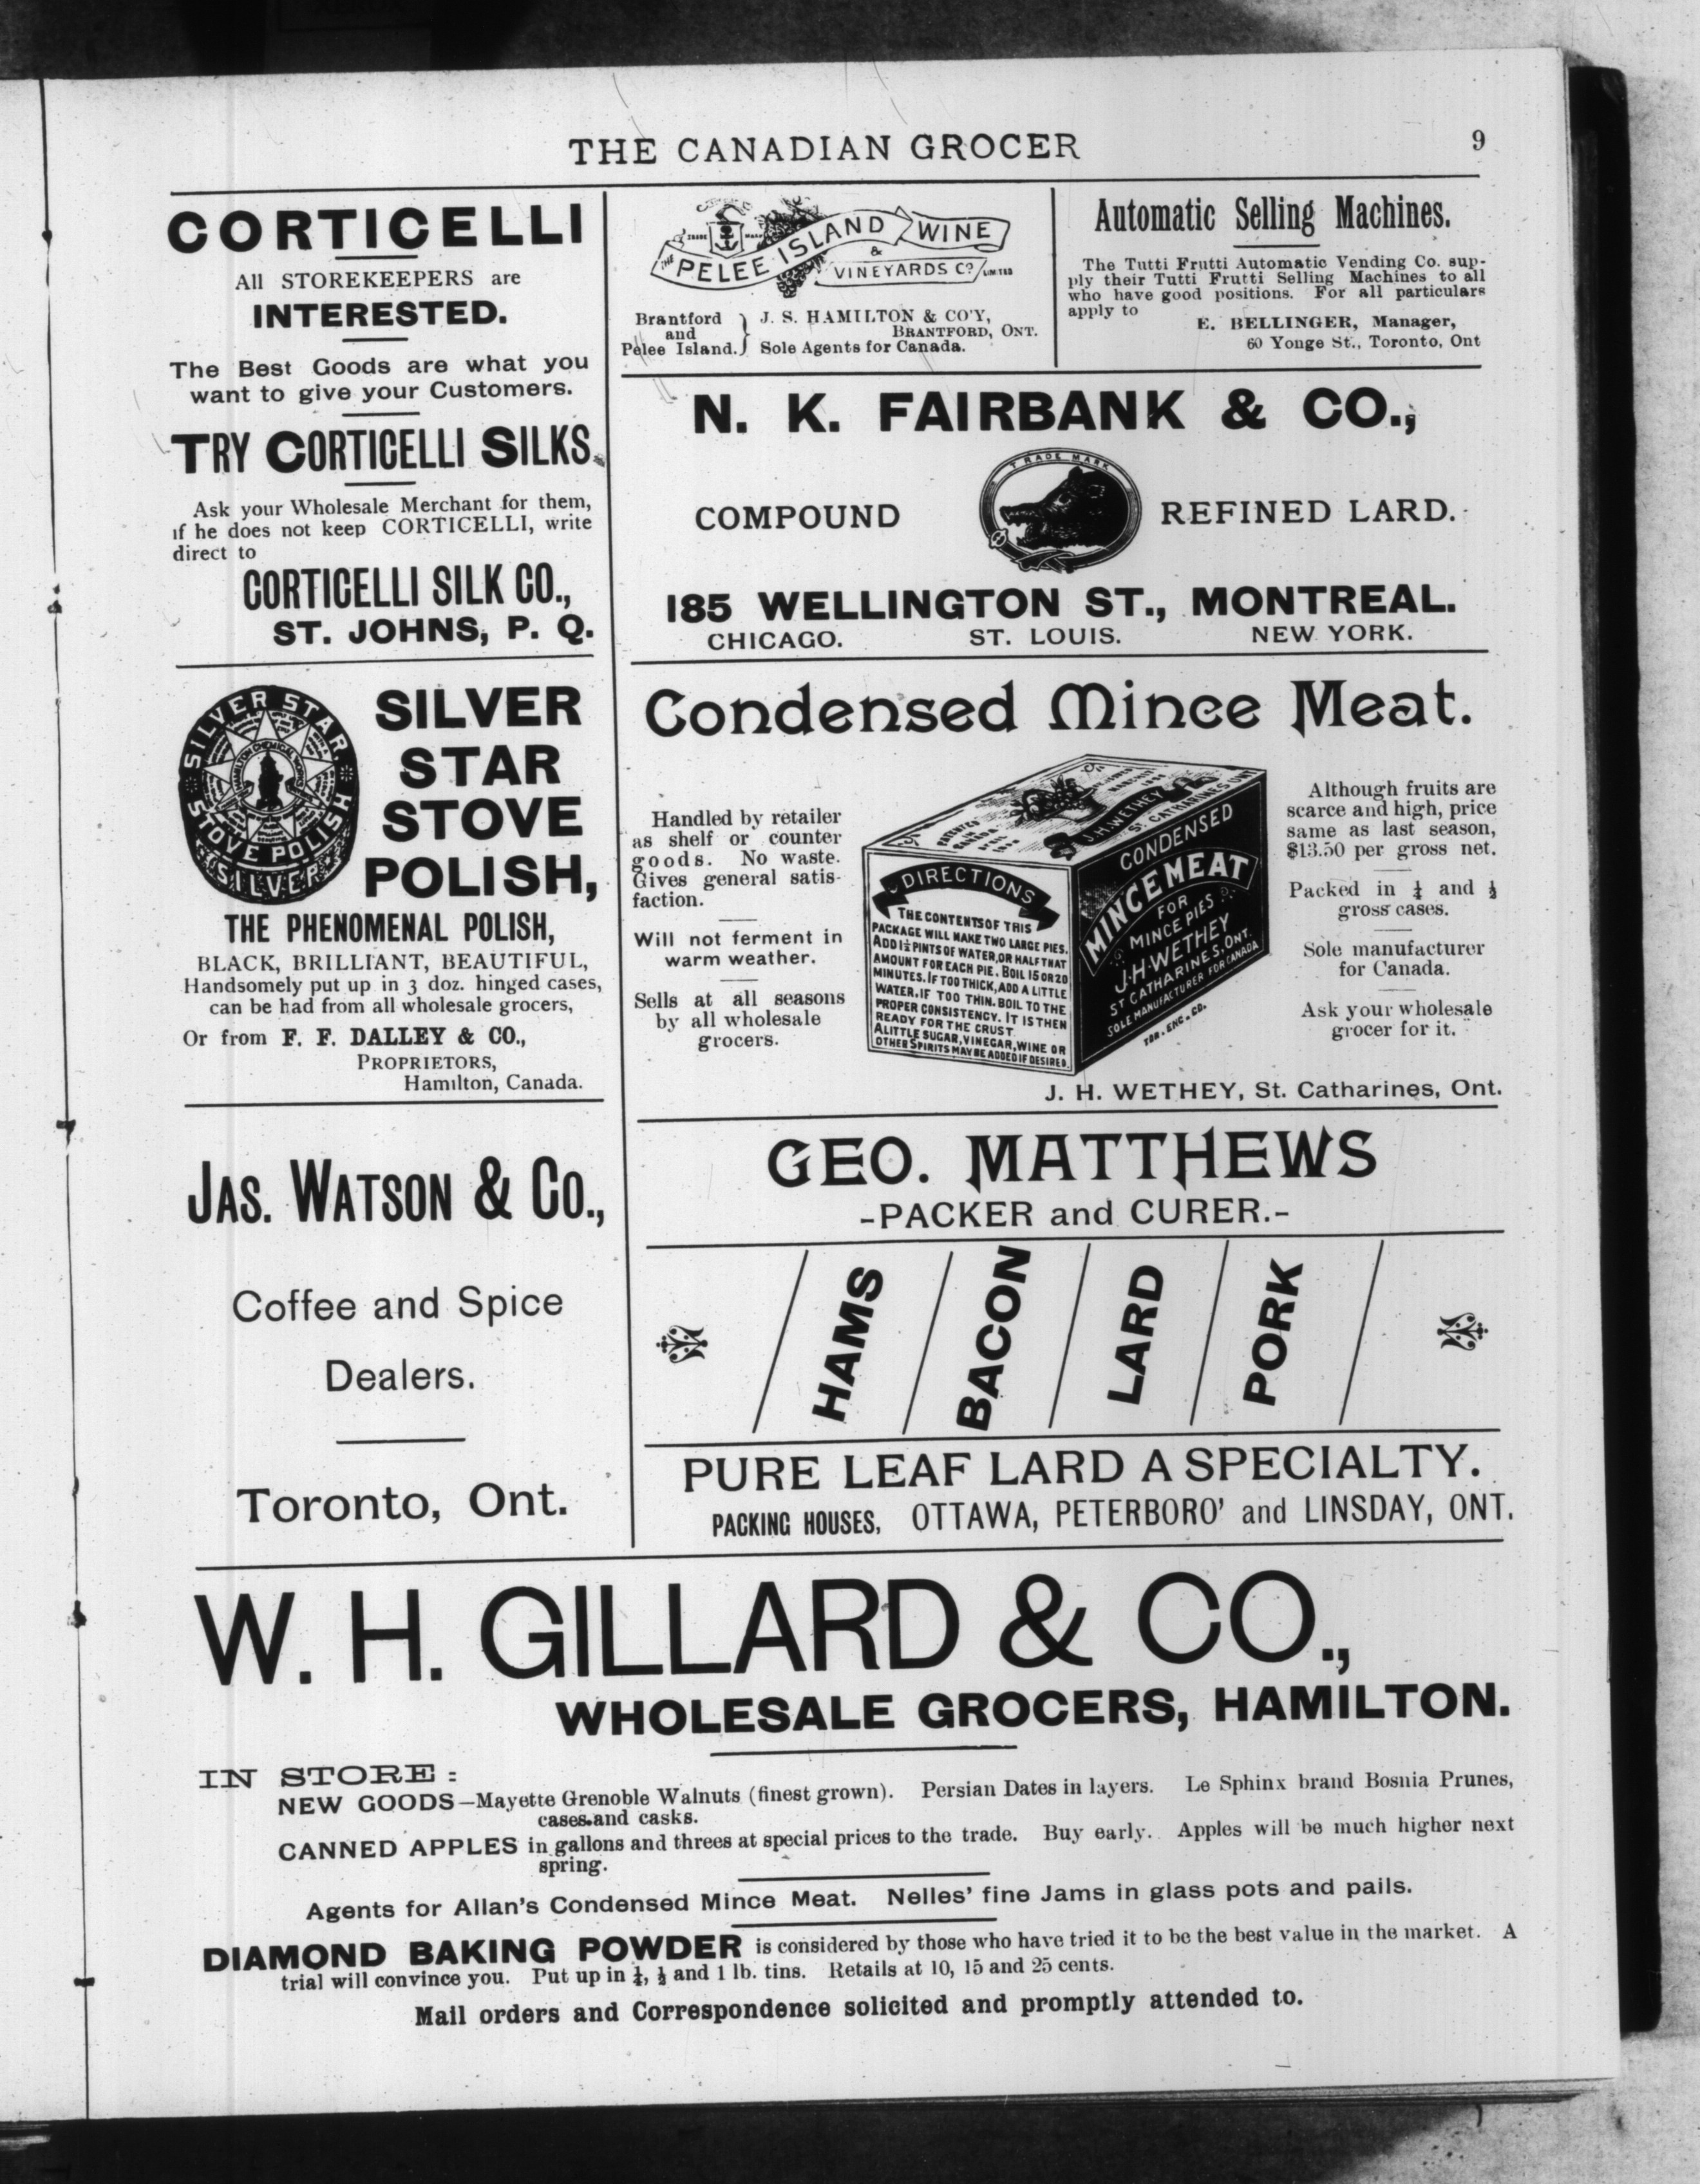 THE CANADIAN GROCER
9
CORTICELLI
All STOREKEEPERS are
INTERESTED.
The Best Goods are what you
want to give your Customers.
TRY CORTICELLI SILKS.
Ask your Wholesale Merchant for them,
if he does not keep CORTICELLI, write
direct to
CORTICELLI SILK CO.,
ST. JOHNS, P. Q.
SILVER STAR
STOVE POLISH
SILVER
SILVER
STAR
STOVE
POLISH,
THE PHENOMENAL POLISH,
BLACK, BRILLIANT, BEAUTIFUL,
Handsomely put up in 3 doz. hinged cases,
can be had from all wholesale grocers,
Or from F. F. DALLEY & CO.,
PROPRIETORS,
Hamilton, Canada.
JAS. WATSON & CO.,
Coffee and Spice
Dealers.
Toronto, Ont.
TRADE MARK
THE PELEE ISLAND WINE
&
VINEYARDS CO. LIMITED
Brantford
and
Pelee Island.
J. S. HAMILTON & CO'Y,
BRANTFORD, ONT.
Sole Agents for Canada.
Automatic Selling Machines.
The Tutti Frutti Automatic Vending Co. sup-
ply their Tutti Frutti Selling Machines to all
who have good positions. For all particulars
apply to
E. BELLINGER, Manager,
60 Yonge St., Toronto, Ont
N. K. FAIRBANK & CO.,
TRADE MARK
COMPOUND REFINED LARD.
185 WELLINGTON ST., MONTREAL.
CHICAGO. ST. LOUIS. NEW YORK.
Condensed Mince Meat.
Handled by retailer
as shelf or counter
goods. No waste.
Gives general satis-
faction.
Will not ferment in
warm weather.
Sells at all seasons
by all wholesale
grocers.
J.H. WETHEY
ST. CATHARINES ONT
DIRECTIONS
THE CONTENTS OF THIS
PACKAGE WILL MAKE TWO LARGE PIES.
ADD 1½ PINTS OF WATER, OR HALF THAT
AMOUNT FOR EACH PIE. BOIL 15 OR 20
MINUTES. IF TOO THICK, ADD A LITTLE
WATER. IF TOO THIN. BOIL TO THE
PROPER CONSISTENCY. IT IS THEN
READY FOR THE CRUST.
A LITTLE SUGAR, VINEGAR, WINE OR
OTHER SPIRITS MAY BE ADDED IF DESIRED.
CONDENSED
MINCE MEAT
FOR
MINCE PIES
J.H. WETHEY
ST CATHARINES, ONT.
SOLE MANUFACTURER FOR CANADA
TOR. ENG. CO.
Although fruits are
scarce and high, price
same as last season,
$13.50 per gross net.
Packed in ¼ and ½
gross cases.
Sole manufacturer
for Canada.
Ask your wholesale
grocer for it.
J. H. WETHEY, St. Catharines, Ont.
GEO. MATTHEWS
-PACKER and CURER.-
HAMS
BACON
LARD
PORK
PURE LEAF LARD A SPECIALTY.
PACKING HOUSES, OTTAWA, PETERBORO' and LINSDAY, ONT.
W. H. GILLARD & CO.,
WHOLESALE GROCERS, HAMILTON.
IN STORE:
NEW GOODS—Mayette Grenoble Walnuts (finest grown). Persian Dates in layers. Le Sphinx brand Bosnia Prunes,
cases and casks.
CANNED APPLES in gallons and threes at special prices to the trade. Buy early. Apples will be much higher next
spring.
Agents for Allan's Condensed Mince Meat. Nelles' fine Jams in glass pots and pails.
DIAMOND BAKING POWDER is considered by those who have tried it to be the best value in the market. A
trial will convince you. Put up in ¼, ½ and 1 lb. tins. Retails at 10, 15 and 25 cents.
Mail orders and Correspondence solicited and promptly attended to.